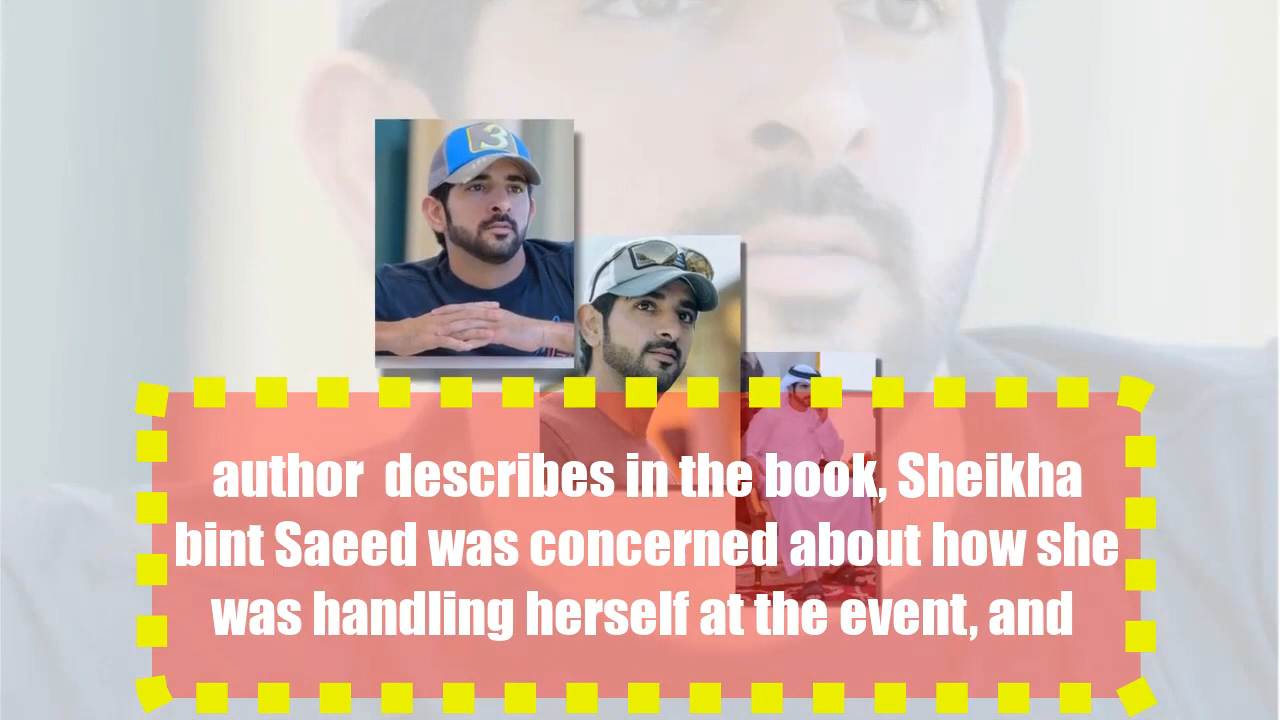 3
author  describes in the book, Sheikha
bint Saeed was concerned about how she
was handling herself at the event, and